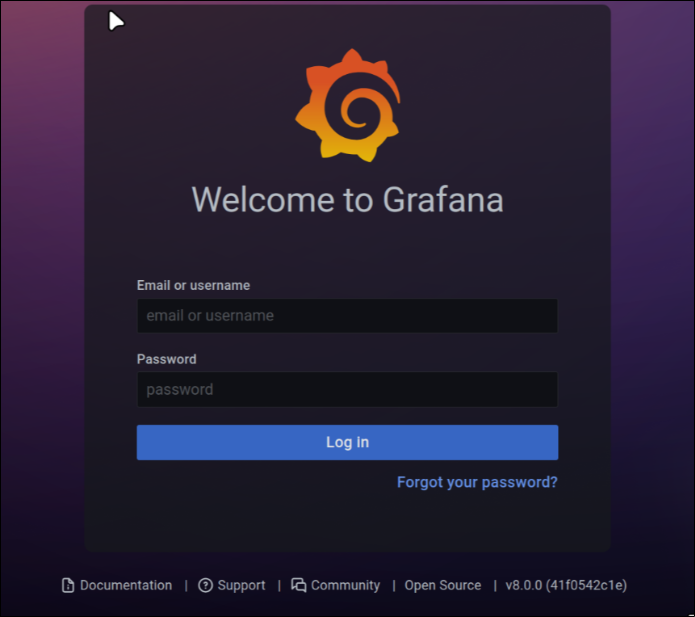 Welcome to Grafana
Email or username
email or username
Password
password
Log in
Forgot your password?
Documentation | Support | Community | Open Source | v8.0.0 (41f0542c1e)